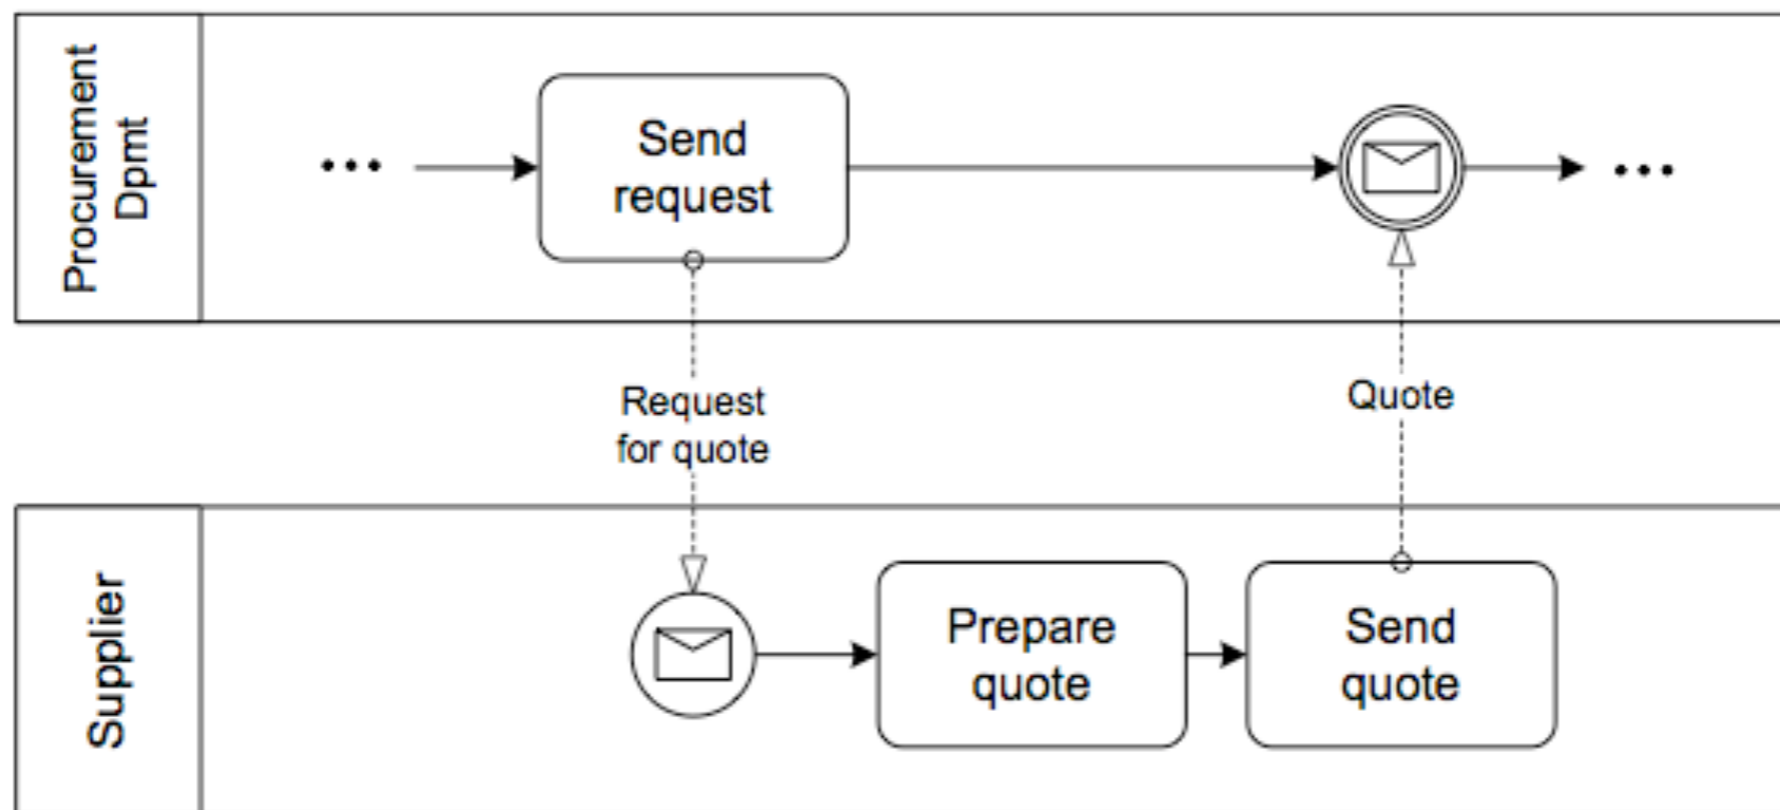 Procurement
Dpmt
...
Send
request
...
Request
for quote
Quote
Supplier
Prepare
quote
Send
quote